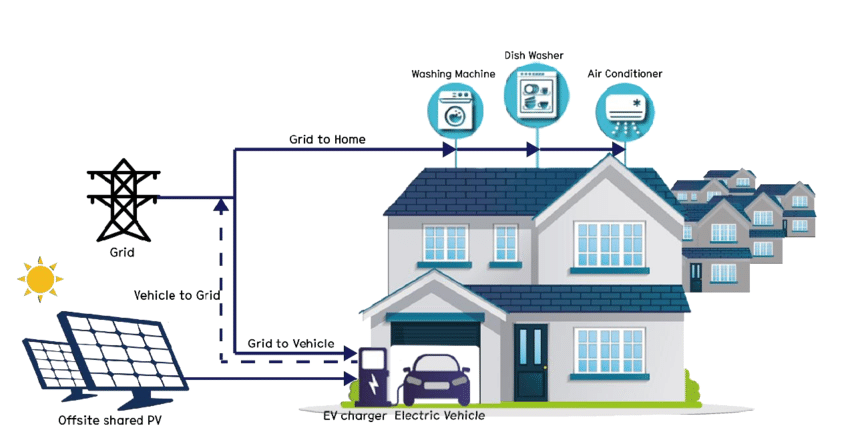 Dish Washer
Washing Machine
Air Conditioner
Grid to Home
Grid
Vehicle to Grid
Grid to Vehicle
Offsite shared PV
EV charger
Electric Vehicle